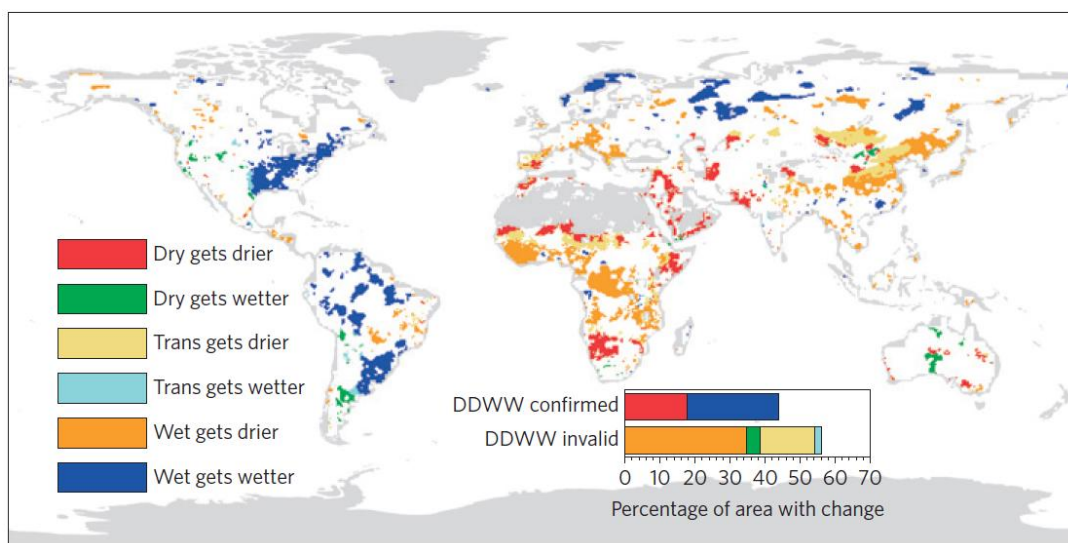 Dry gets drier
Dry gets wetter
Trans gets drier
Trans gets wetter
Wet gets drier
Wet gets wetter
DDWW confirmed
DDWW invalid
0 10 20 30 40 50 60 70
Percentage of area with change